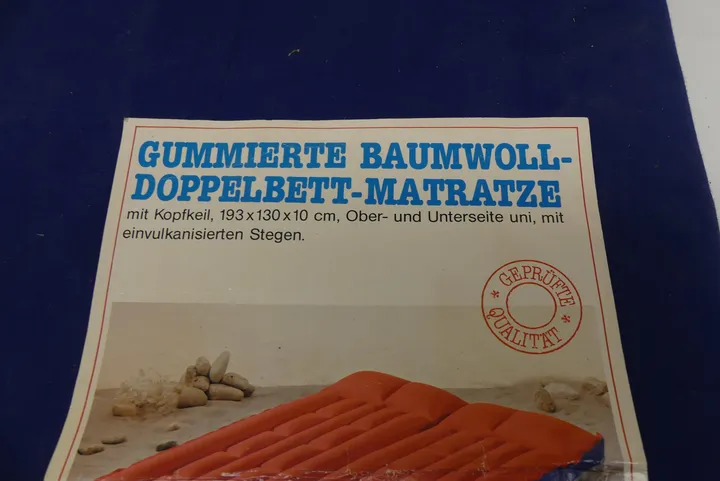 GUMMIERTE BAUMWOLL-
DOPPELBETT-MATRATZE
mit Kopfkeil, 193 x 130 x 10 cm, Ober- und Unterseite uni, mit
einvulkanisierten Stegen.
* GEPRÜFTE *
QUALITÄT